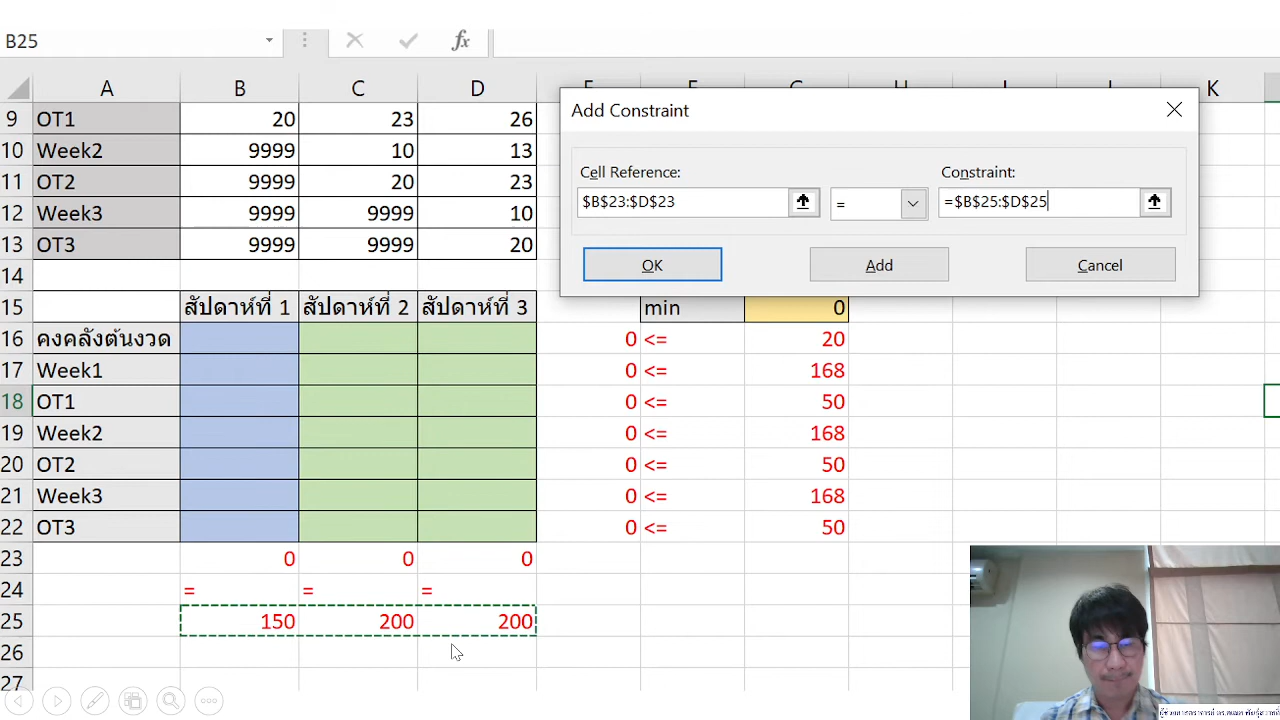 B25
fx
A B C D E F G H I J K
Add Constraint
Cell Reference:
Constraint:
$B$23:$D$23 = =$B$25:$D$25
OK Add Cancel
9 OT1 20 23 26
10 Week2 9999 10 13
11 OT2 9999 20 23
12 Week3 9999 9999 10
13 OT3 9999 9999 20
14
15 สัปดาห์ที่ 1 สัปดาห์ที่ 2 สัปดาห์ที่ 3 min 0
16 คงคลังต้นงวด 0 <= 20
17 Week1 0 <= 168
18 OT1 0 <= 50
19 Week2 0 <= 168
20 OT2 0 <= 50
21 Week3 0 <= 168
22 OT3 0 <= 50
23 0 0 0
24 = = =
25 150 200 200
26
27